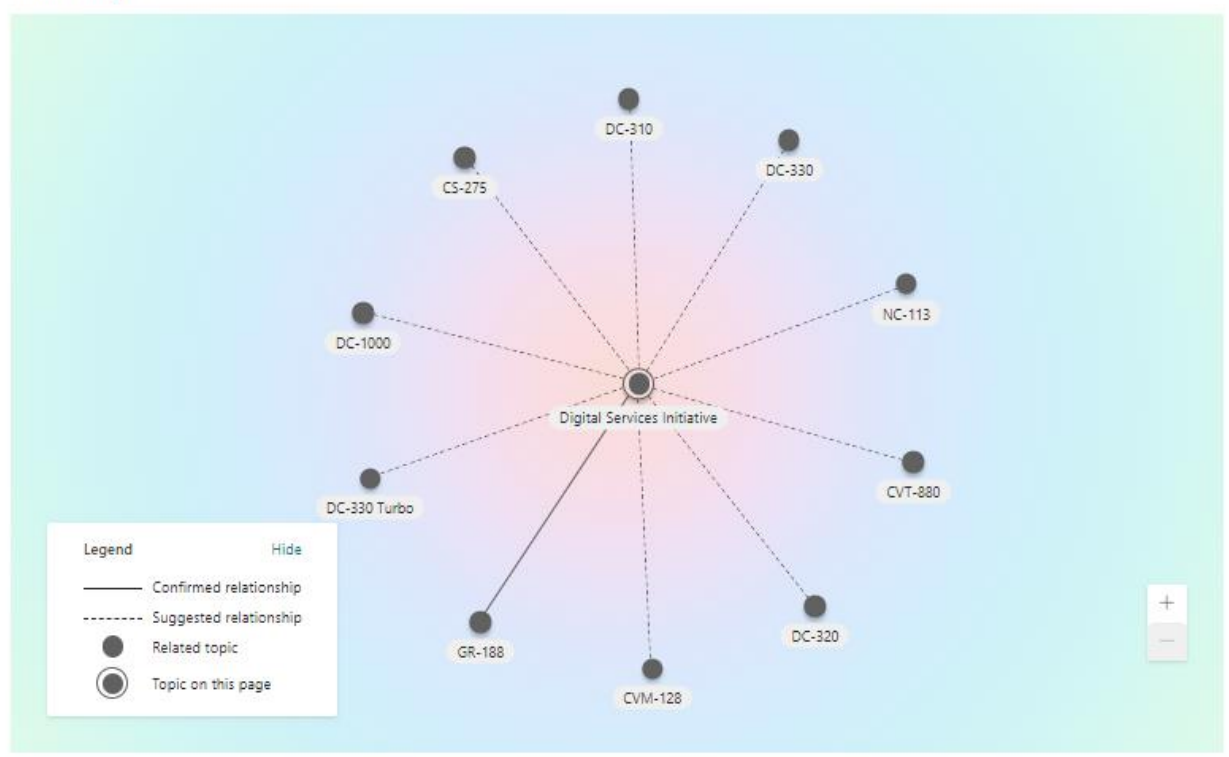 DC-310
DC-330
CS-275
NC-113
DC-1000
Digital Services Initiative
CVT-880
DC-330 Turbo
Legend
Hide
Confirmed relationship
Suggested relationship
Related topic
Topic on this page
GR-188
CVM-128
DC-320
+
−